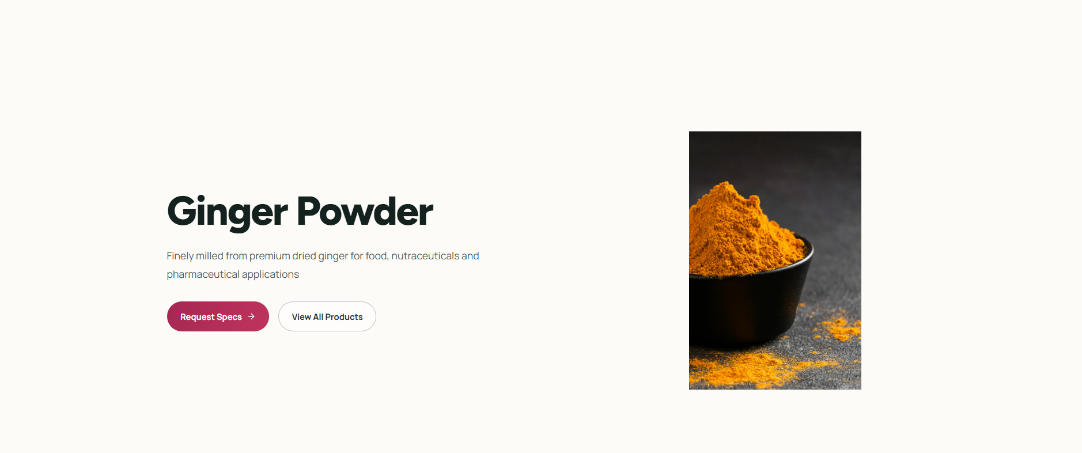 Ginger Powder
Finely milled from premium dried ginger for food, nutraceuticals and
pharmaceutical applications
Request Specs →
View All Products